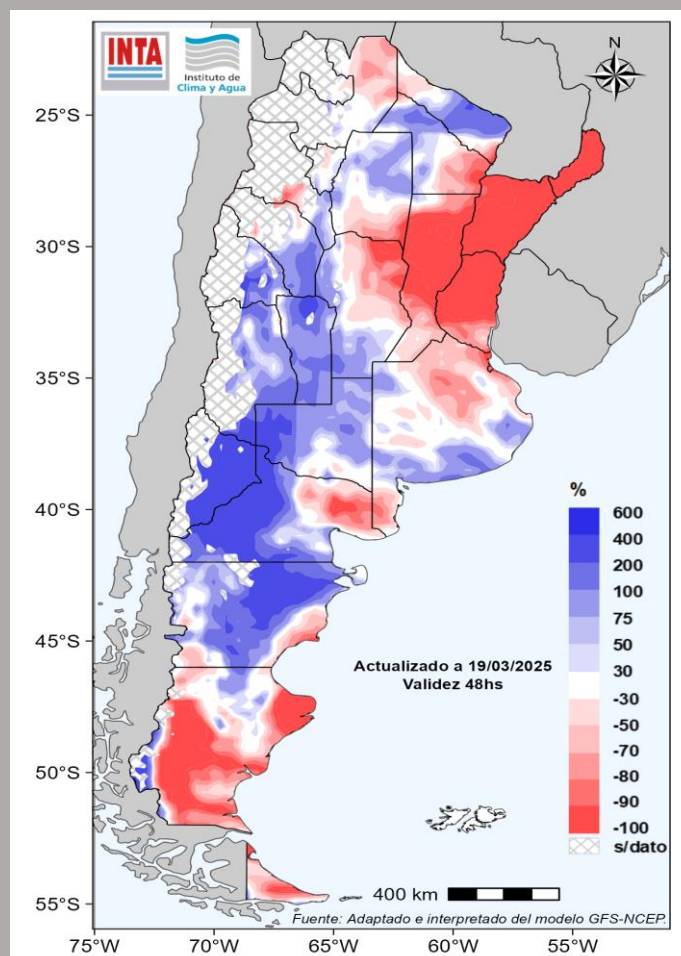 INTA
Instituto de
Clima y Agua
N
25°S
30°S
35°S
40°S
45°S
50°S
55°S
%
600
400
200
100
75
50
30
-30
-50
-70
-80
-90
-100
s/dato
Actualizado a 19/03/2025
Validez 48hs
400 km
Fuente: Adaptado e interpretado del modelo GFS-NCEP.
75°W
70°W
65°W
60°W
55°W